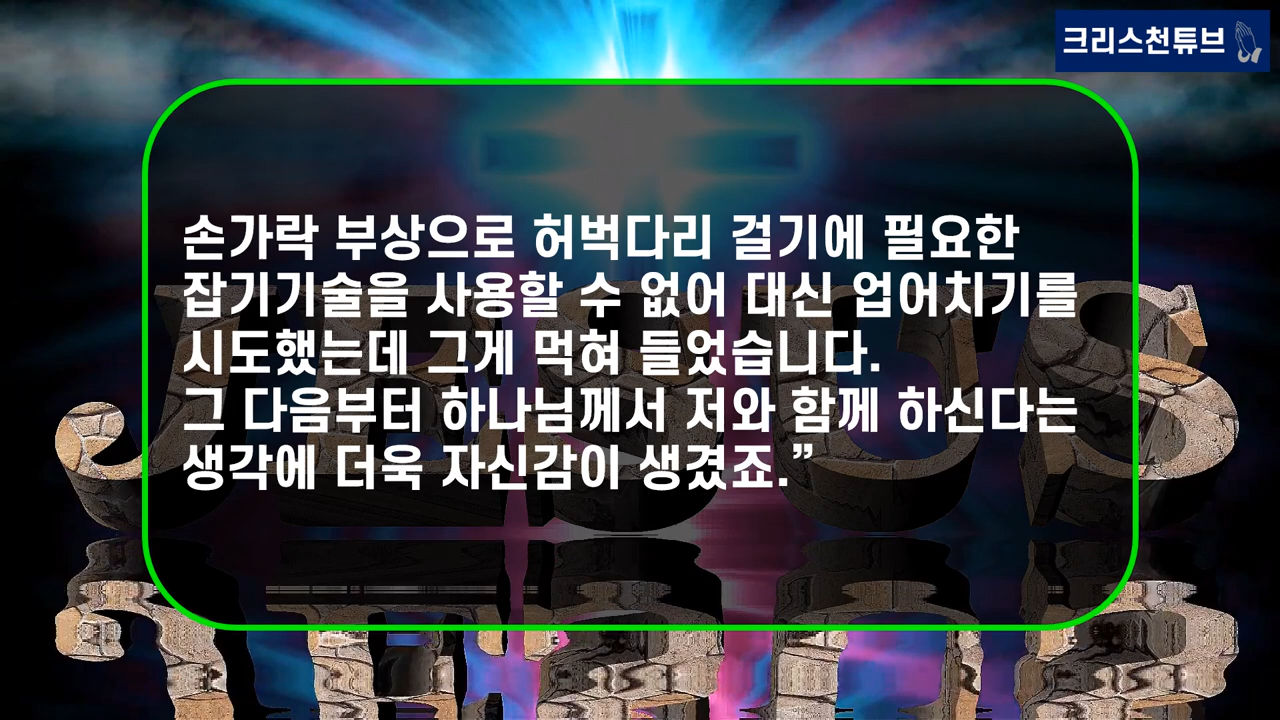 크리스천튜브
손가락 부상으로 허벅다리 걸기에 필요한
잡기기술을 사용할 수 없어 대신 업어치기를
시도했는데 그게 먹혀 들었습니다.
그 다음부터 하나님께서 저와 함께 하신다는
생각에 더욱 자신감이 생겼죠.”
JESUS